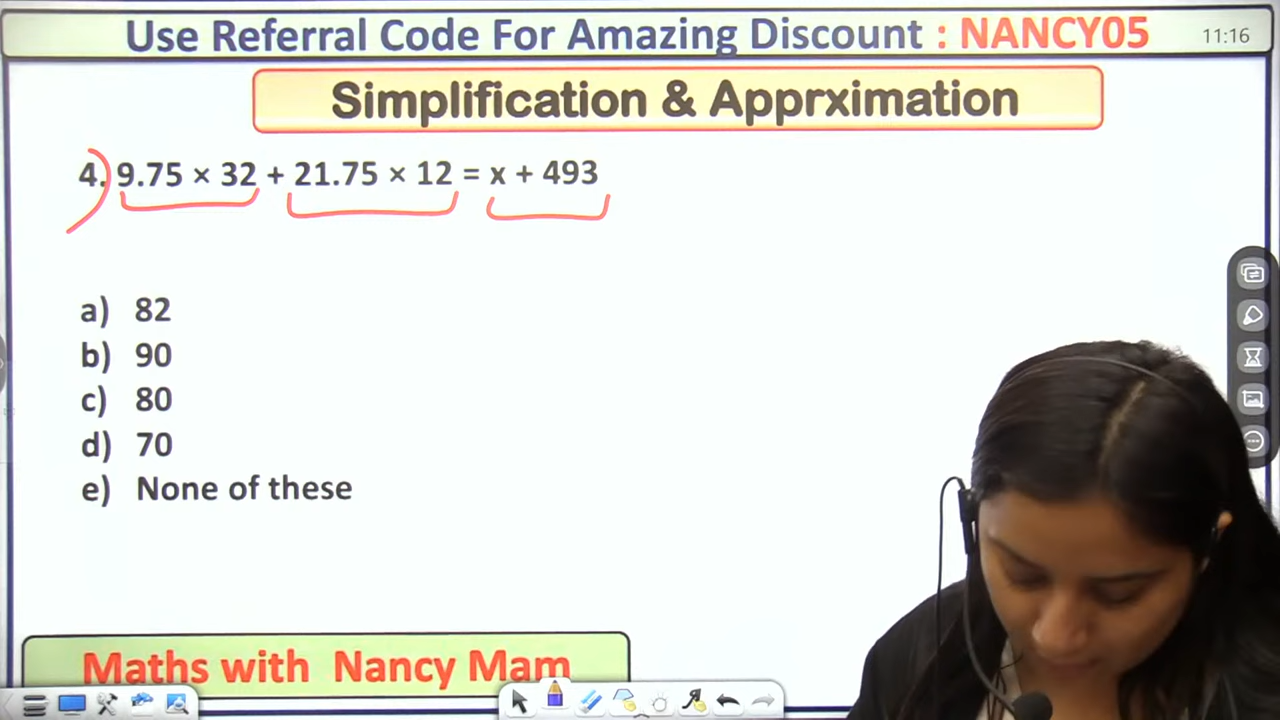 Use Referral Code For Amazing Discount : NANCY05
11:16
Simplification & Apprximation
4. 9.75 × 32 + 21.75 × 12 = x + 493
a) 82
b) 90
c) 80
d) 70
e) None of these
Maths with Nancy Mam